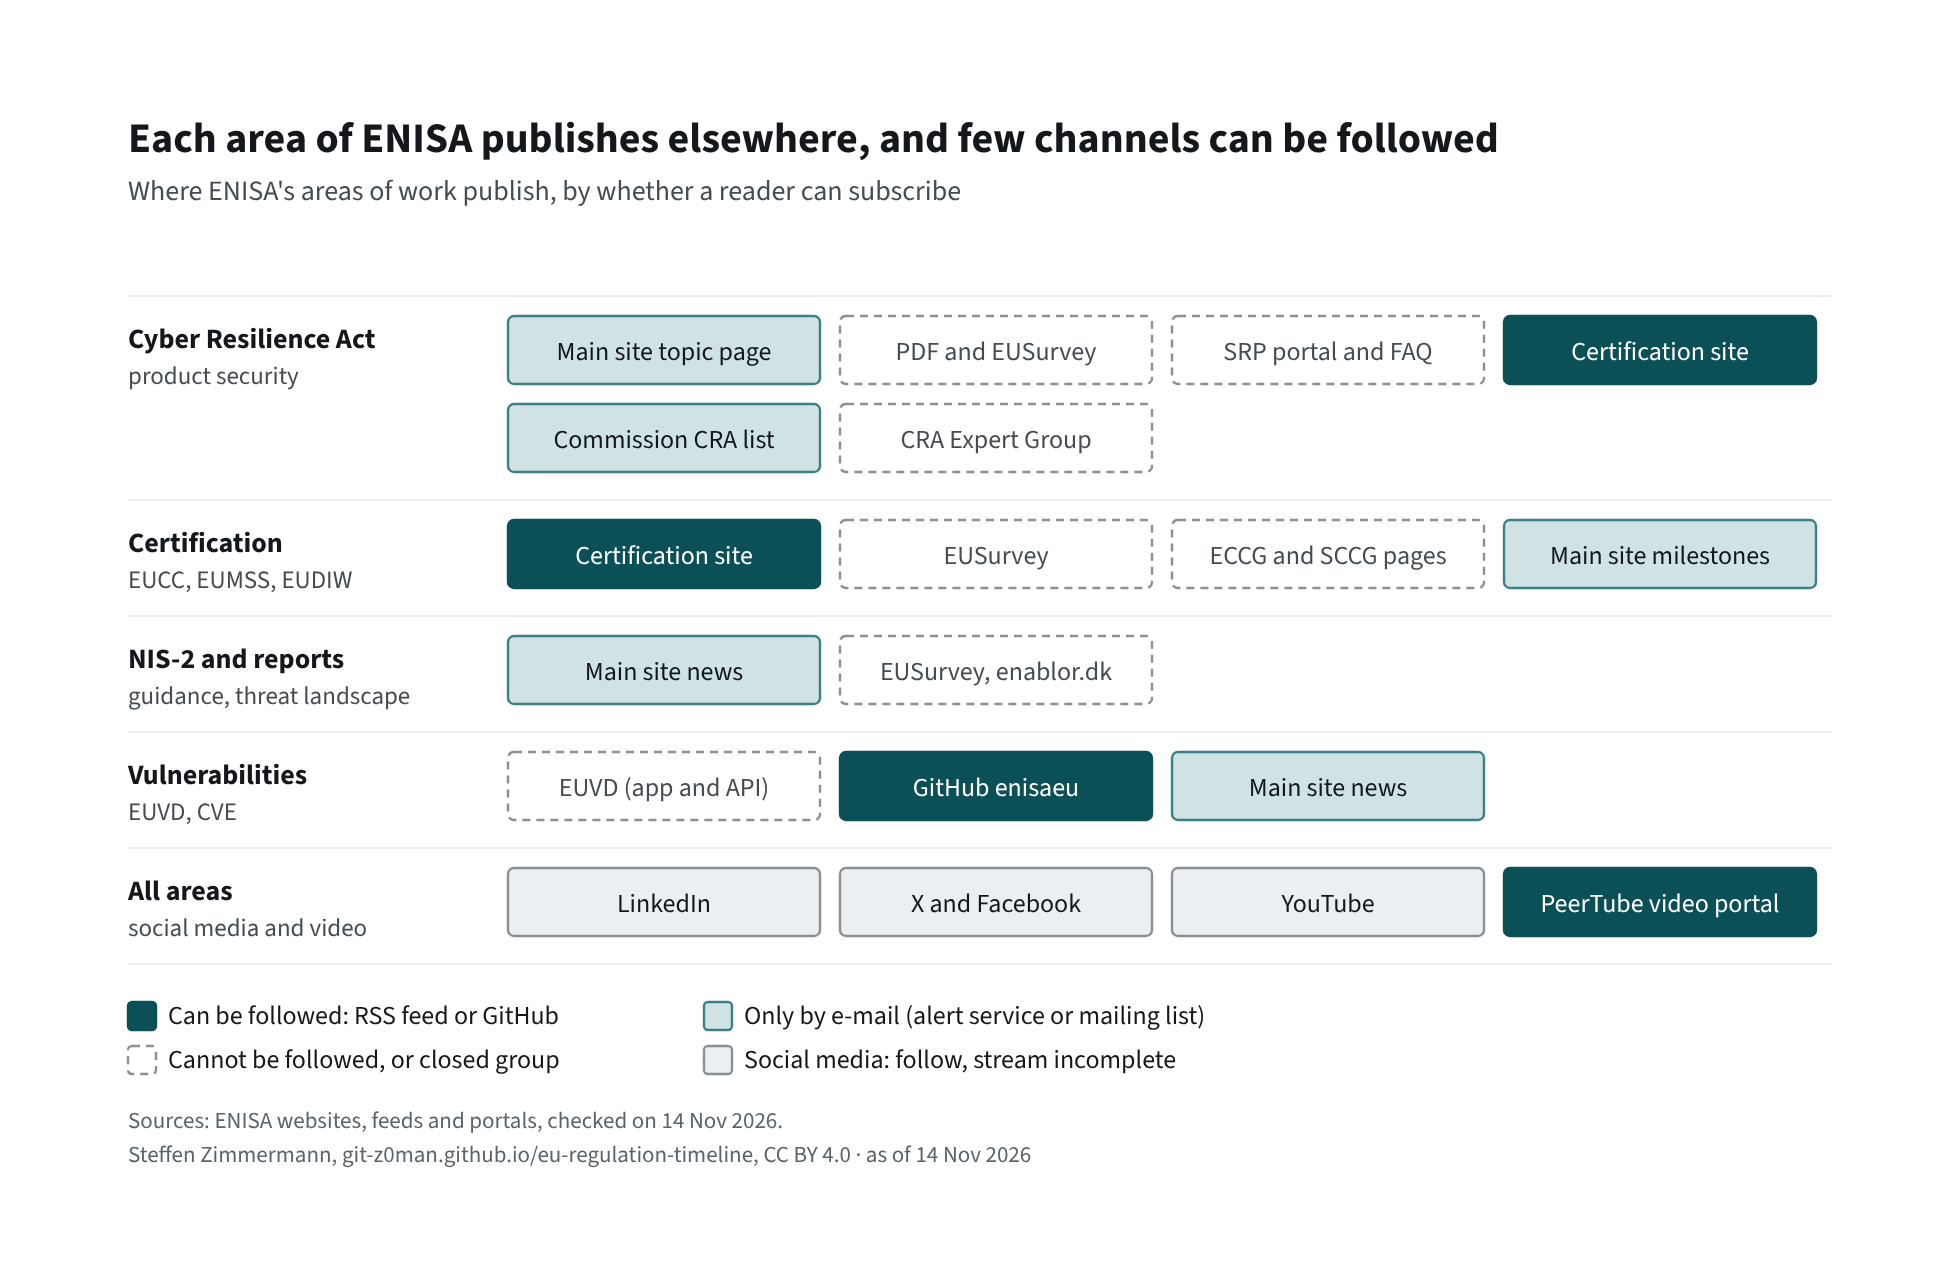 Each area of ENISA publishes elsewhere, and few channels can be followed
Where ENISA's areas of work publish, by whether a reader can subscribe
Cyber Resilience Act
product security
Main site topic page
PDF and EUSurvey
SRP portal and FAQ
Certification site
Commission CRA list
CRA Expert Group
Certification
EUCC, EUMSS, EUDIW
Certification site
EUSurvey
ECCG and SCCG pages
Main site milestones
NIS-2 and reports
guidance, threat landscape
Main site news
EUSurvey, enablor.dk
Vulnerabilities
EUVD, CVE
EUVD (app and API)
GitHub enisaeu
Main site news
All areas
social media and video
LinkedIn
X and Facebook
YouTube
PeerTube video portal
Can be followed: RSS feed or GitHub
Only by e-mail (alert service or mailing list)
Cannot be followed, or closed group
Social media: follow, stream incomplete
Sources: ENISA websites, feeds and portals, checked on 14 Nov 2026.
Steffen Zimmermann, git-z0man.github.io/eu-regulation-timeline, CC BY 4.0 · as of 14 Nov 2026